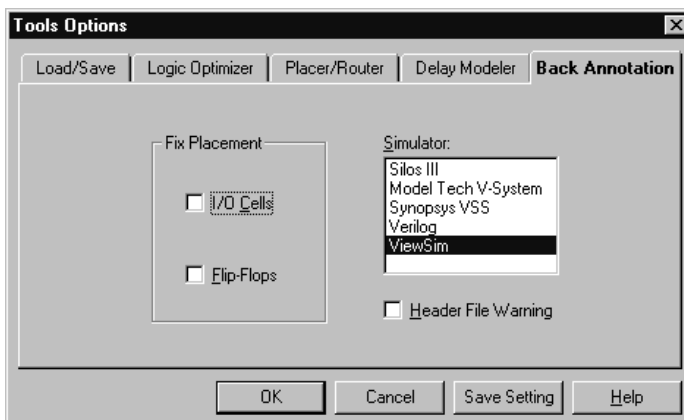 Tools Options
Load/Save Logic Optimizer Placer/Router Delay Modeler Back Annotation
Fix Placement
I/O Cells
Flip-Flops
Simulator:
Silos III
Model Tech V-System
Synopsys VSS
Verilog
ViewSim
Header File Warning
OK Cancel Save Setting Help